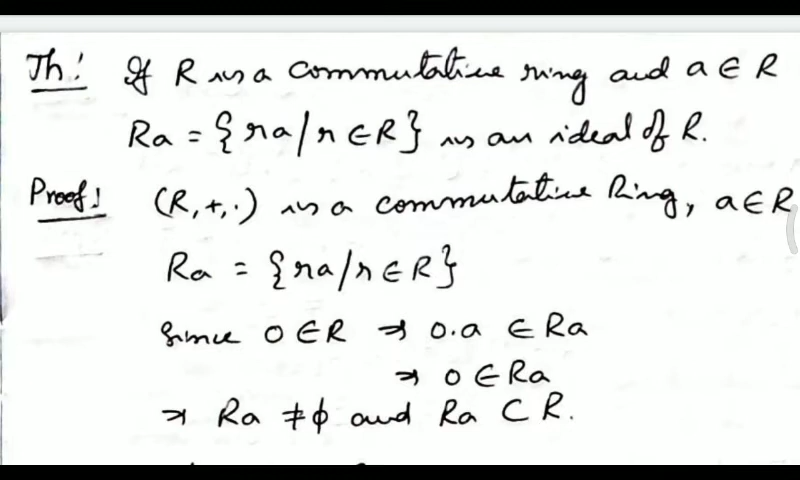 Th: If R is a commutative ring and a ∈ R
Ra = {ra/r ∈ R} is an ideal of R.
Proof: (R, +, ·) is a commutative Ring, a ∈ R
Ra = {ra/r ∈ R}
Since 0 ∈ R ⇒ 0.a ∈ Ra
⇒ 0 ∈ Ra
⇒ Ra ≠ ϕ and Ra ⊂ R.